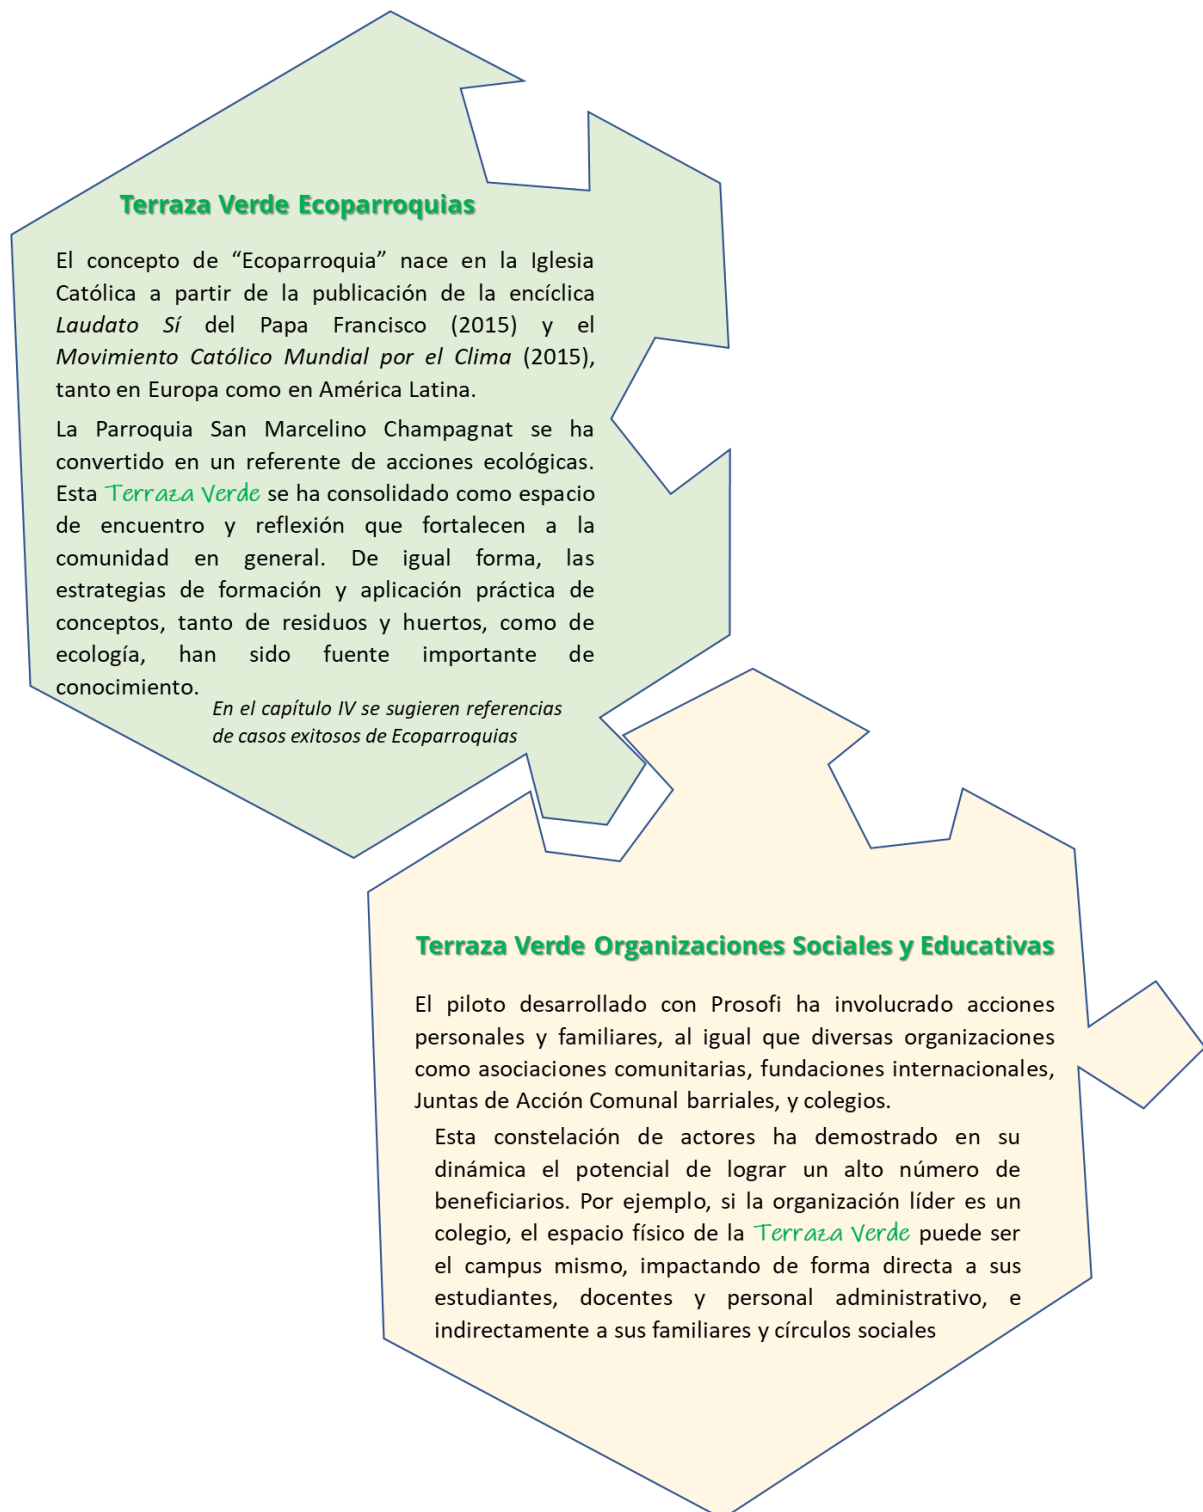 Terraza Verde Ecoparroquias
El concepto de “Ecoparroquia” nace en la Iglesia
Católica a partir de la publicación de la encíclica
Laudato Sí del Papa Francisco (2015) y el
Movimiento Católico Mundial por el Clima (2015),
tanto en Europa como en América Latina.
La Parroquia San Marcelino Champagnat se ha
convertido en un referente de acciones ecológicas.
Esta Terraza Verde se ha consolidado como espacio
de encuentro y reflexión que fortalecen a la
comunidad en general. De igual forma, las
estrategias de formación y aplicación práctica de
conceptos, tanto de residuos y huertos, como de
ecología, han sido fuente importante de
conocimiento.
En el capítulo IV se sugieren referencias
de casos exitosos de Ecoparroquias
Terraza Verde Organizaciones Sociales y Educativas
El piloto desarrollado con Prosofi ha involucrado acciones
personales y familiares, al igual que diversas organizaciones
como asociaciones comunitarias, fundaciones internacionales,
Juntas de Acción Comunal barriales, y colegios.
Esta constelación de actores ha demostrado en su
dinámica el potencial de lograr un alto número de
beneficiarios. Por ejemplo, si la organización líder es un
colegio, el espacio físico de la Terraza Verde puede ser
el campus mismo, impactando de forma directa a sus
estudiantes, docentes y personal administrativo, e
indirectamente a sus familiares y círculos sociales